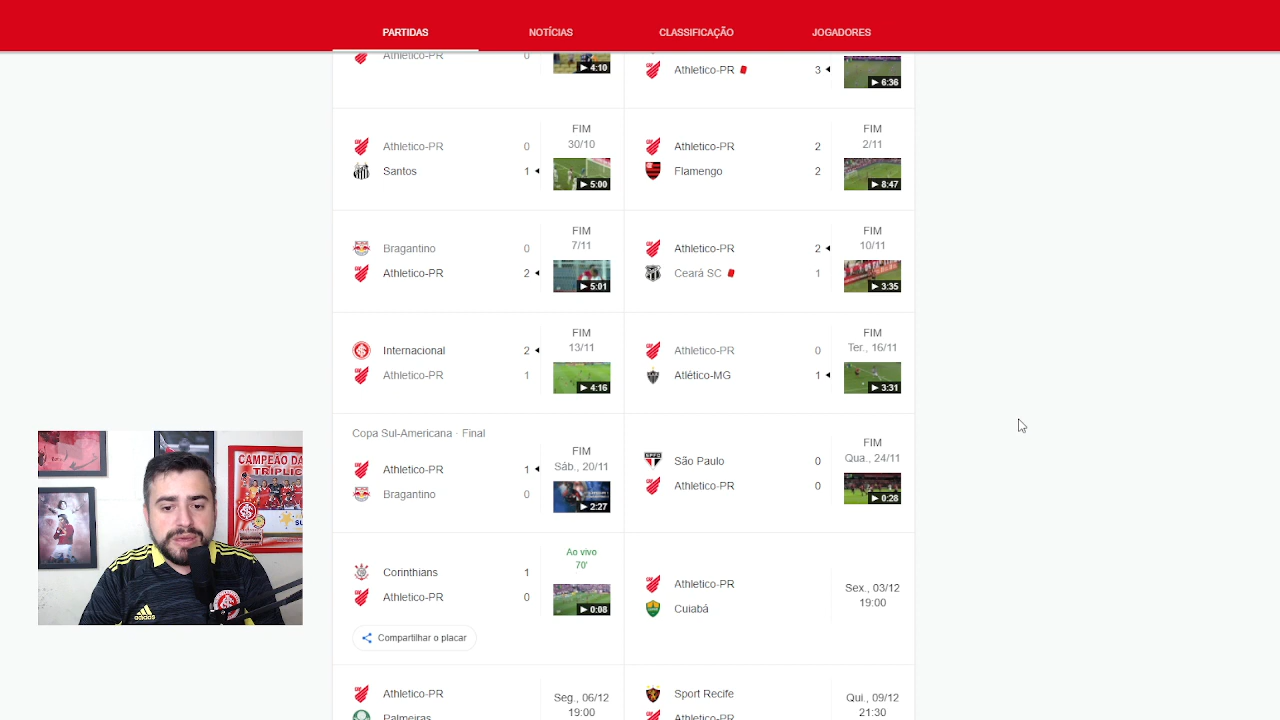 PARTIDAS
NOTÍCIAS
CLASSIFICAÇÃO
JOGADORES
Athletico-PR 0
4:10
Athletico-PR 3
6:36
Athletico-PR 0
Santos 1
FIM
30/10
5:00
Athletico-PR 2
Flamengo 2
FIM
2/11
8:47
Bragantino 0
Athletico-PR 2
FIM
7/11
5:01
Athletico-PR 2
Ceará SC 1
FIM
10/11
3:35
Internacional 2
Athletico-PR 1
FIM
13/11
4:16
Athletico-PR 0
Atlético-MG 1
FIM
Ter., 16/11
3:31
Copa Sul-Americana · Final
Athletico-PR 1
Bragantino 0
FIM
Sáb., 20/11
2:27
São Paulo 0
Athletico-PR 0
FIM
Qua., 24/11
0:28
Corinthians 1
Athletico-PR 0
Ao vivo
70'
0:08
Compartilhar o placar
Athletico-PR
Cuiabá
Sex., 03/12
19:00
Athletico-PR
Palmeiras
Seg., 06/12
19:00
Sport Recife
Athletico-PR
Qui., 09/12
21:30
CAMPEÃO DA
TRIPLIC